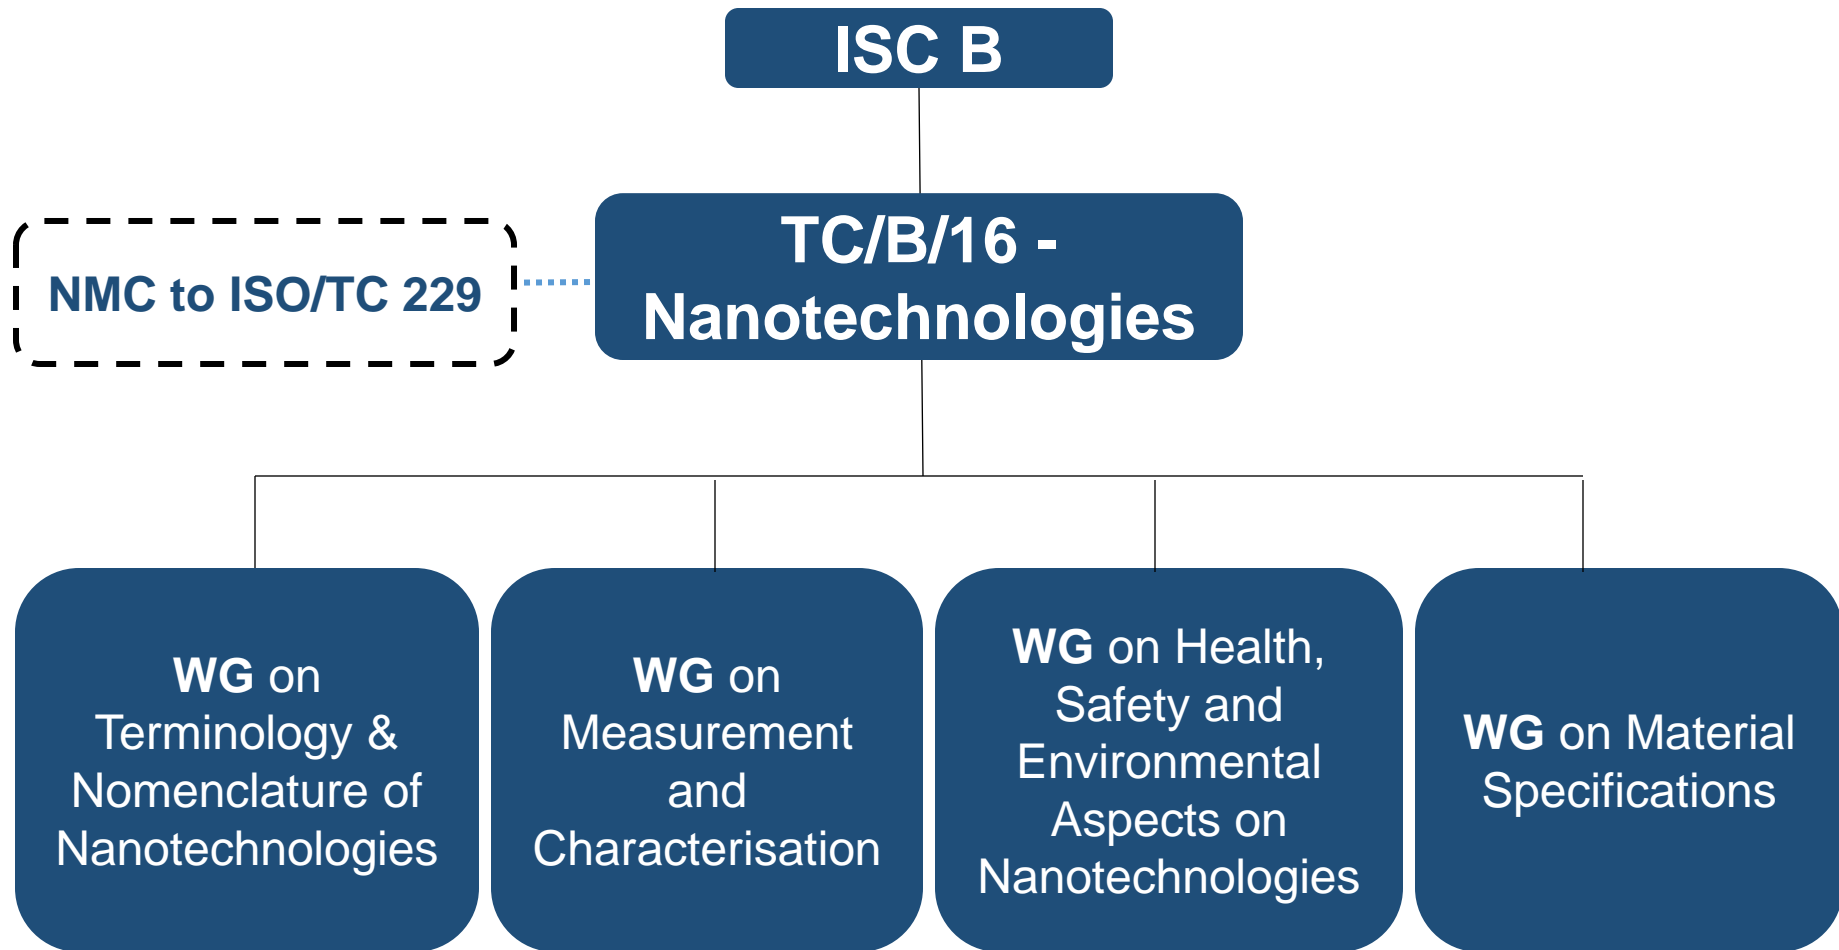 ISC B
TC/B/16 -
Nanotechnologies
NMC to ISO/TC 229
WG on
Terminology &
Nomenclature of
Nanotechnologies
WG on
Measurement
and
Characterisation
WG on Health,
Safety and
Environmental
Aspects on
Nanotechnologies
WG on Material
Specifications